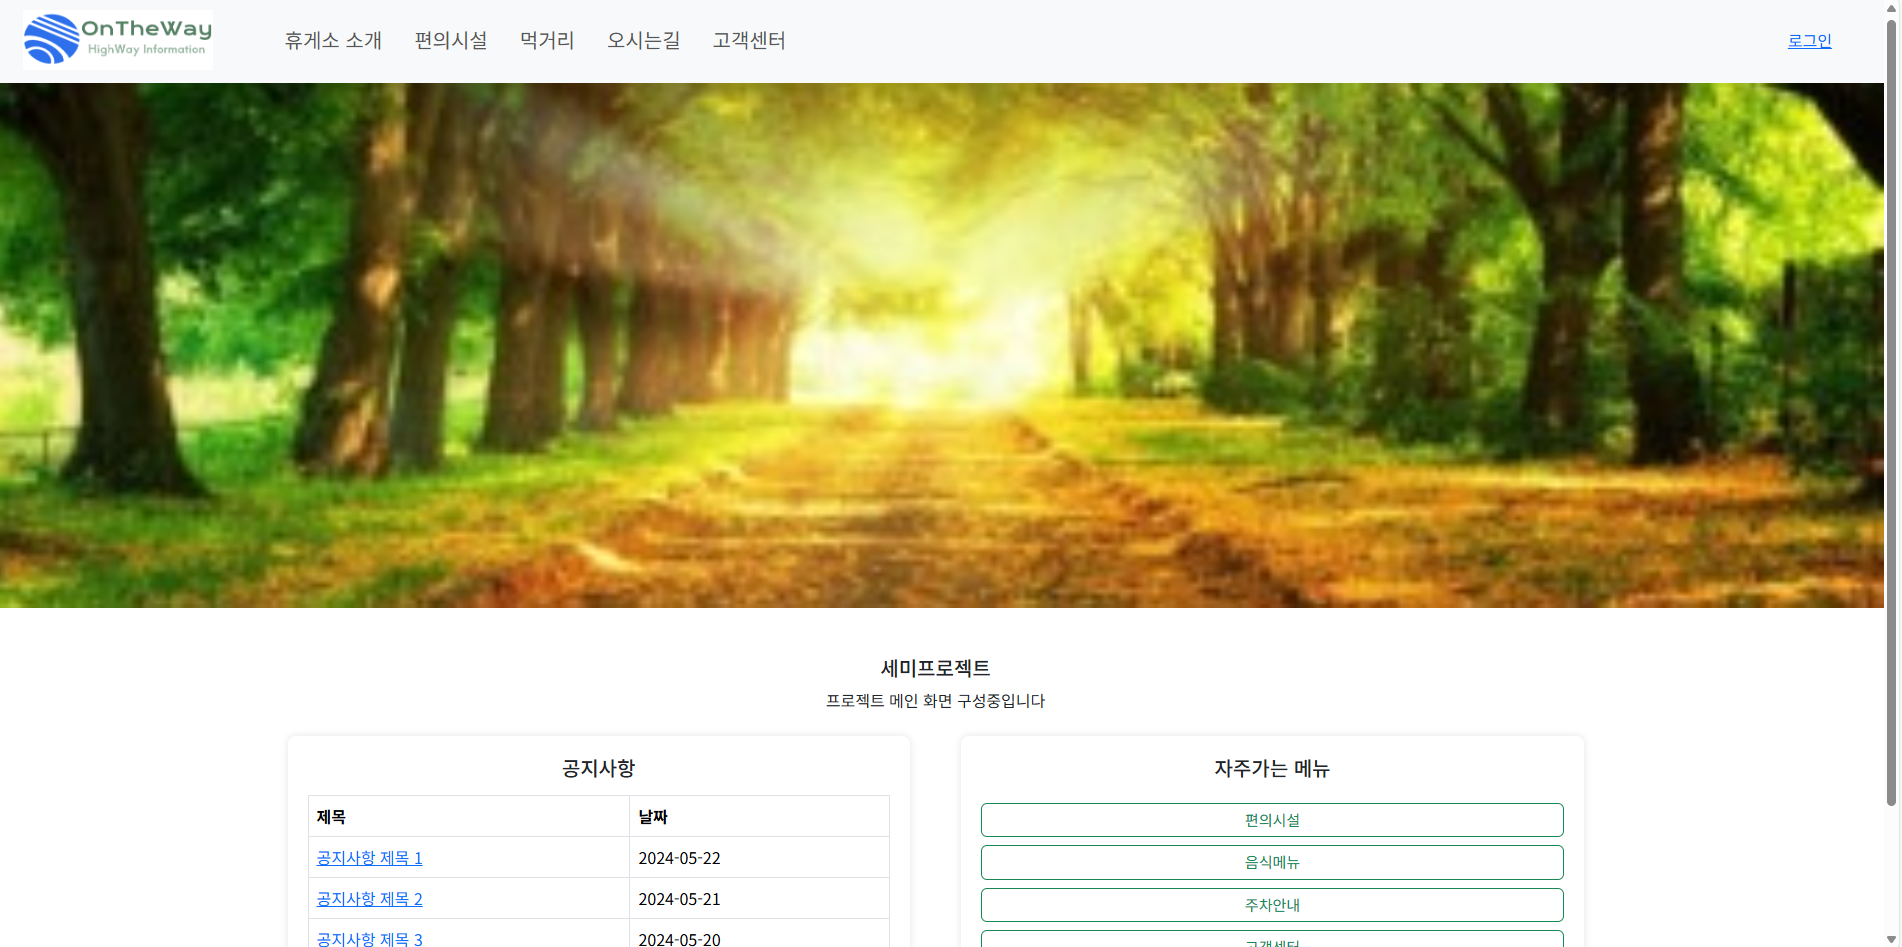 OnTheWay
HighWay Information
휴게소 소개 편의시설 먹거리 오시는길 고객센터 로그인
세미프로젝트
프로젝트 메인 화면 구성중입니다
공지사항
제목 날짜
공지사항 제목 1 2024-05-22
공지사항 제목 2 2024-05-21
공지사항 제목 3 2024-05-20
자주가는 메뉴
편의시설
음식메뉴
주차안내
고객센터